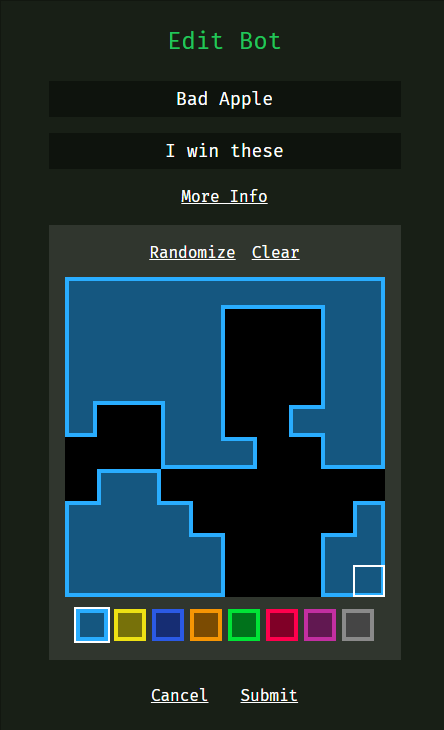 Edit Bot
Bad Apple
I win these
More Info
Randomize Clear
Cancel Submit